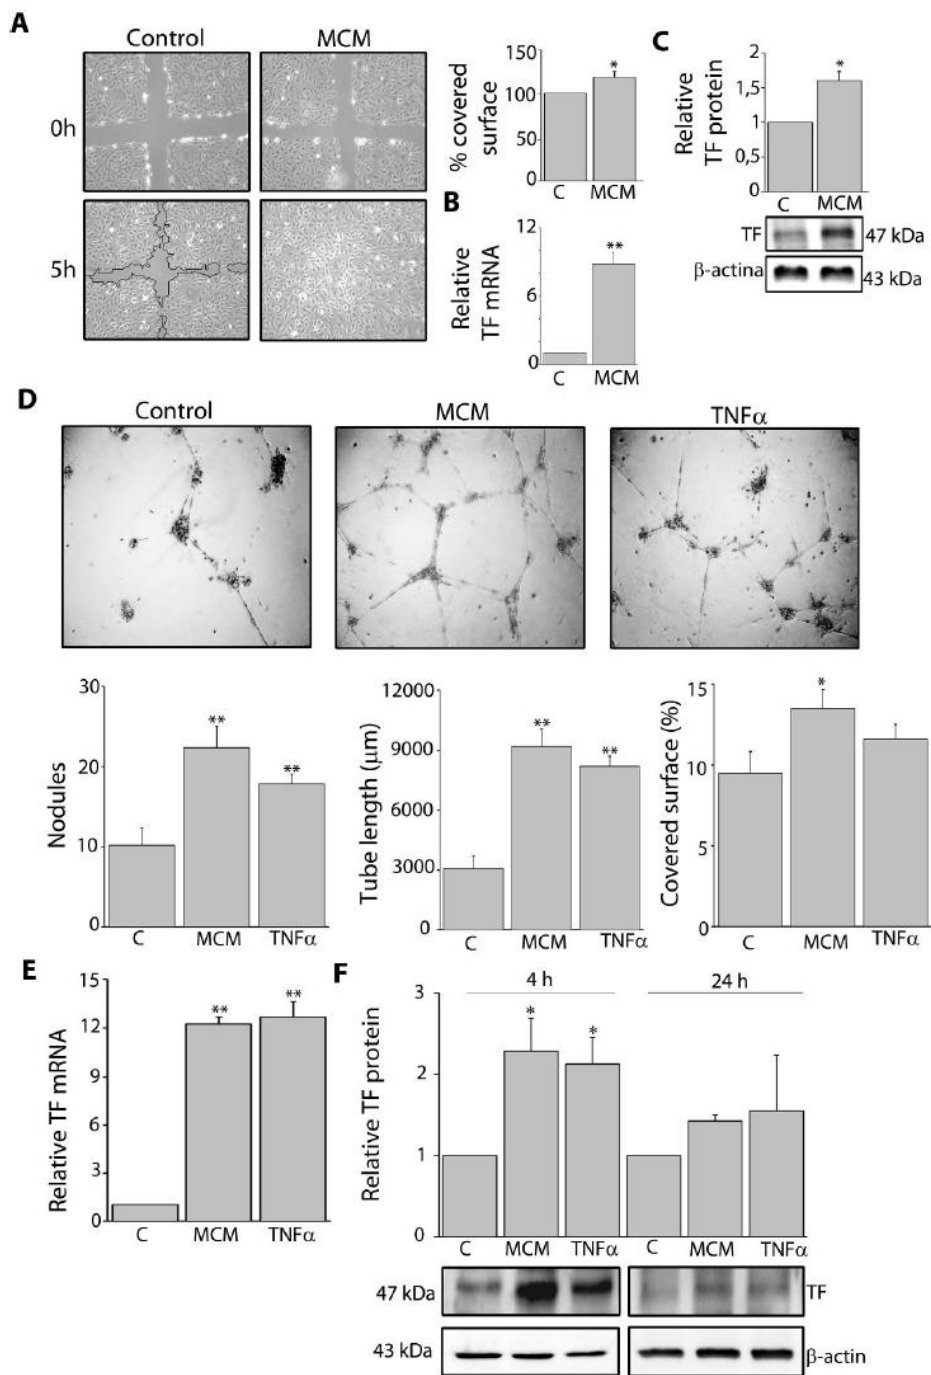 A
Control
MCM
0h
5h
% covered
surface
150
100
50
0
*
C
MCM
B
Relative
TF mRNA
12
6
0
**
C
MCM
C
Relative
TF protein
2
1,5
1
0,5
0
*
C
MCM
TF
47 kDa
β-actina
43 kDa
D
Control
MCM
TNFα
Nodules
30
20
10
0
**
**
C
MCM
TNFα
Tube length (μm)
12000
9000
6000
3000
0
**
**
C
MCM
TNFα
Covered surface (%)
15
10
5
0
*
C
MCM
TNFα
E
Relative TF mRNA
15
12
9
6
3
0
**
**
C
MCM
TNFα
F
4 h
24 h
Relative TF protein
3
2
1
0
*
*
C
MCM
TNFα
C
MCM
TNFα
47 kDa
TF
43 kDa
β-actin